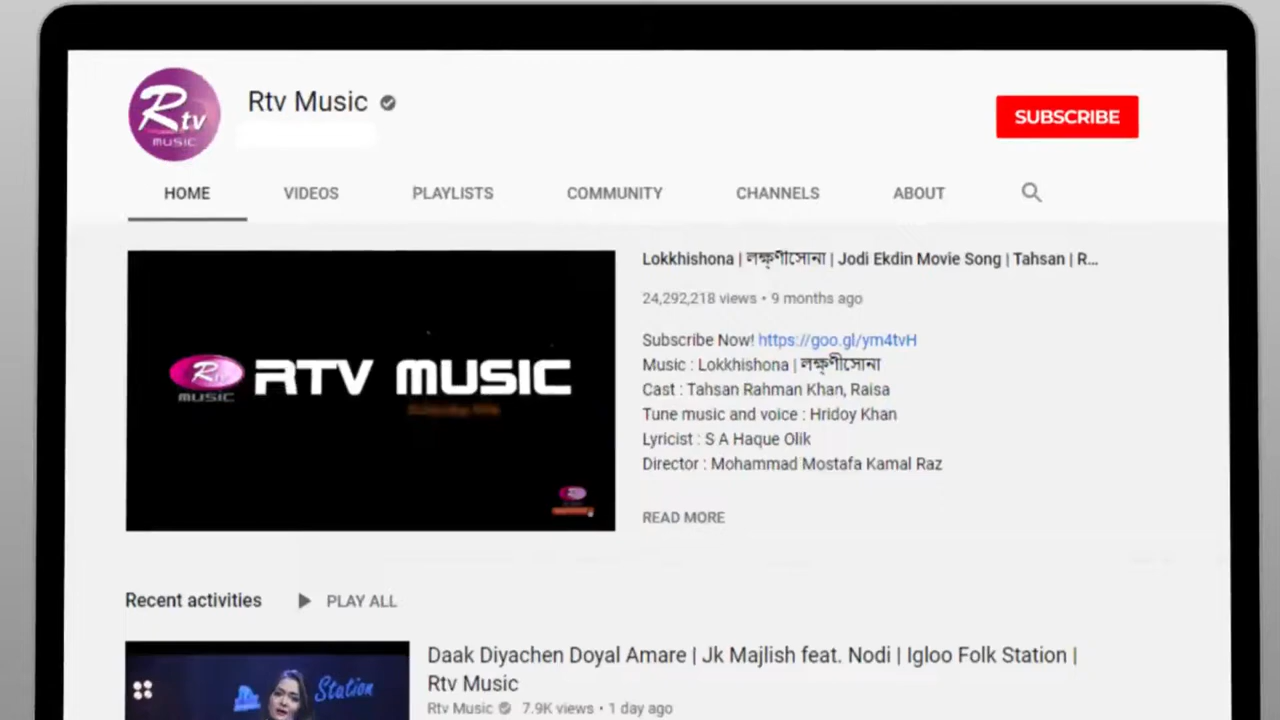 Rtv
MUSIC
Rtv Music
SUBSCRIBE
HOME VIDEOS PLAYLISTS COMMUNITY CHANNELS ABOUT
Rtv
MUSIC
RTV MUSIC
Lokkhishona | লক্ষ্ণীসোনা | Jodi Ekdin Movie Song | Tahsan | R...
24,292,218 views • 9 months ago
Subscribe Now! https://goo.gl/ym4tvH
Music : Lokkhishona | লক্ষ্ণীসোনা
Cast : Tahsan Rahman Khan, Raisa
Tune music and voice : Hridoy Khan
Lyricist : S A Haque Olik
Director : Mohammad Mostafa Kamal Raz
READ MORE
Recent activities PLAY ALL
Station
Daak Diyachen Doyal Amare | Jk Majlish feat. Nodi | Igloo Folk Station |
Rtv Music
Rtv Music 7.9K views • 1 day ago